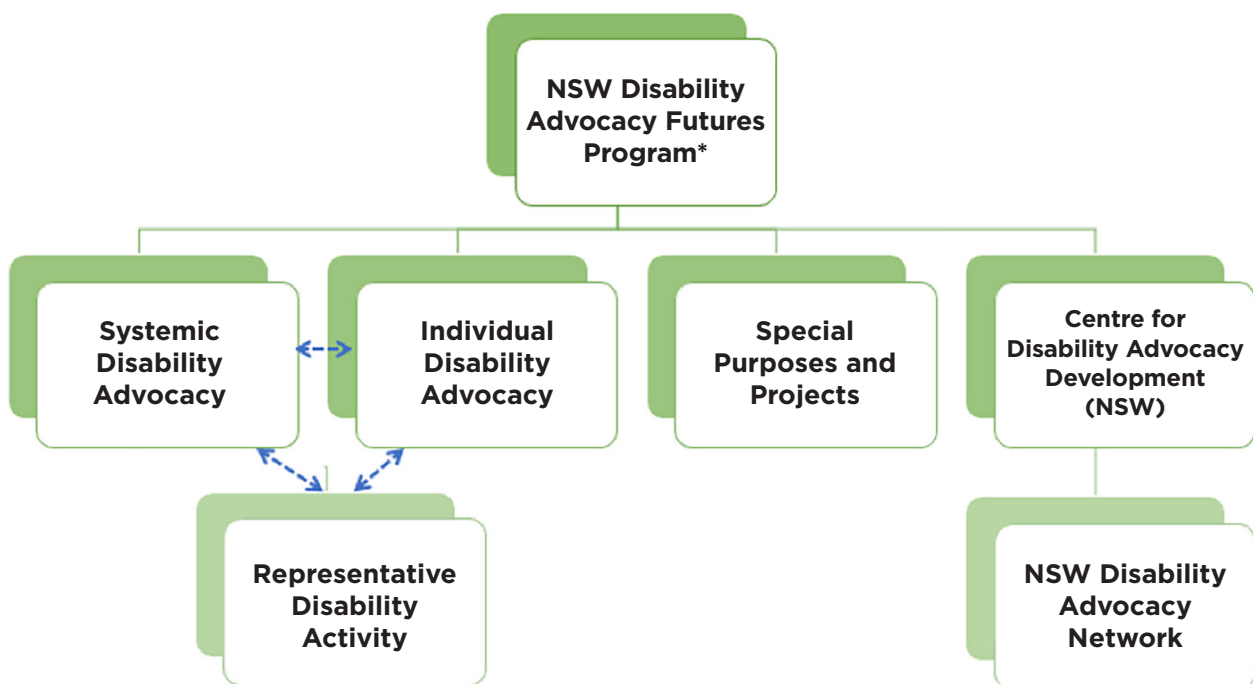 NSW Disability
Advocacy Futures
Program*
Systemic
Disability
Advocacy
Individual
Disability
Advocacy
Special
Purposes and
Projects
Centre for
Disability Advocacy
Development
(NSW)
Representative
Disability
Activity
NSW Disability
Advocacy
Network